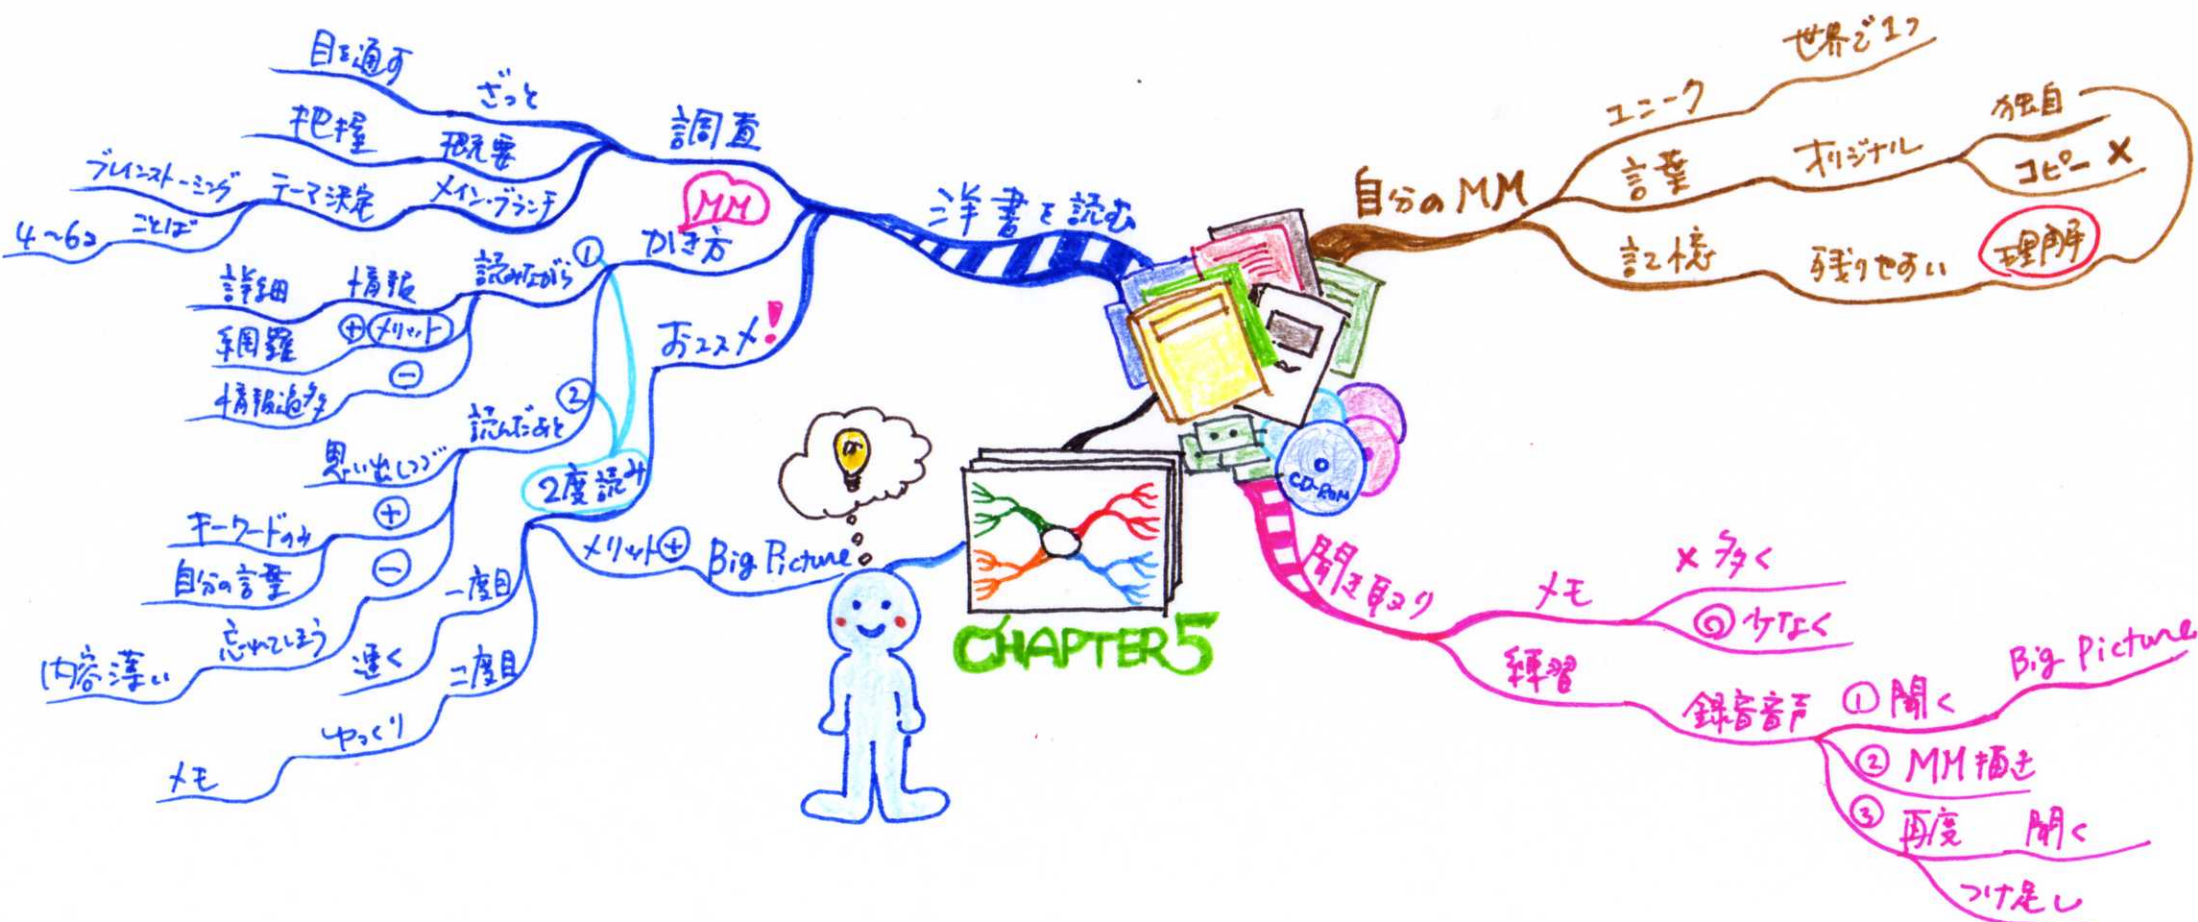 自分のMM
ユニーク
世界で1つ
言葉
オリジナル
独自
コピー ×
記憶
残りやすい
理解
聞き取り
メモ
× 多く
◎ 少なく
練習
録音音声
① 聞く
Big Picture
② MM描き
③ 再度 聞く
つけ足し
洋書を読む
調査
ざっと
目を通す
概要
把握
メイン・ブランチ
テーマ決定
ブレインストーミング
ことば
4〜6コ
MM
かき方
① 読みながら
情報
詳細
⊕ メリット
網羅
⊖
情報過多
② 読んだあと
思い出しつつ
⊕
キーワードのみ
自分の言葉
⊖
忘れてしまう
内容薄い
おススメ!
2度読み
メリット⊕
Big Picture
一度目
速く
二度目
ゆっくり
メモ
CD-ROM
CHAPTER5